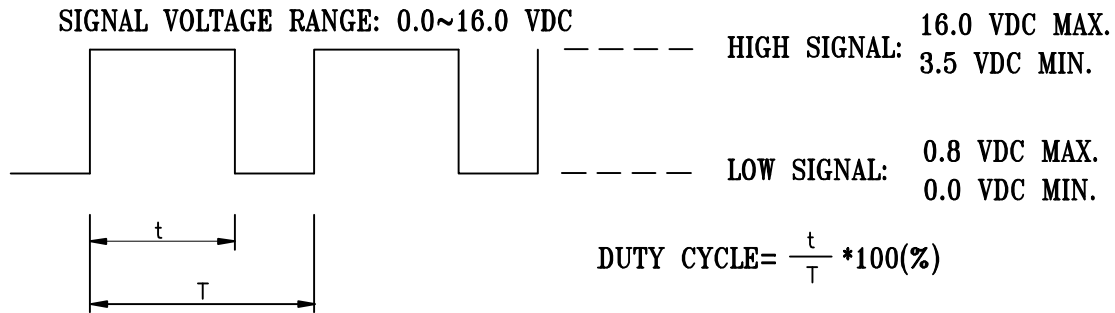 SIGNAL VOLTAGE RANGE: 0.0~16.0 VDC
HIGH SIGNAL: 16.0 VDC MAX.
3.5 VDC MIN.
LOW SIGNAL: 0.8 VDC MAX.
0.0 VDC MIN.
t
T
DUTY CYCLE= t/T *100(%)